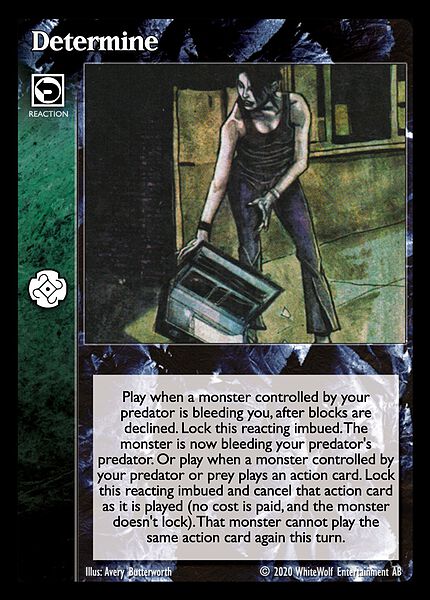 Determine
REACTION
Play when a monster controlled by your
predator is bleeding you, after blocks are
declined. Lock this reacting imbued. The
monster is now bleeding your predator's
predator. Or play when a monster controlled by
your predator or prey plays an action card. Lock
this reacting imbued and cancel that action card
as it is played (no cost is paid, and the monster
doesn't lock). That monster cannot play the
same action card again this turn.
Illus: Avery Butterworth © 2020 WhiteWolf Entertainment AB